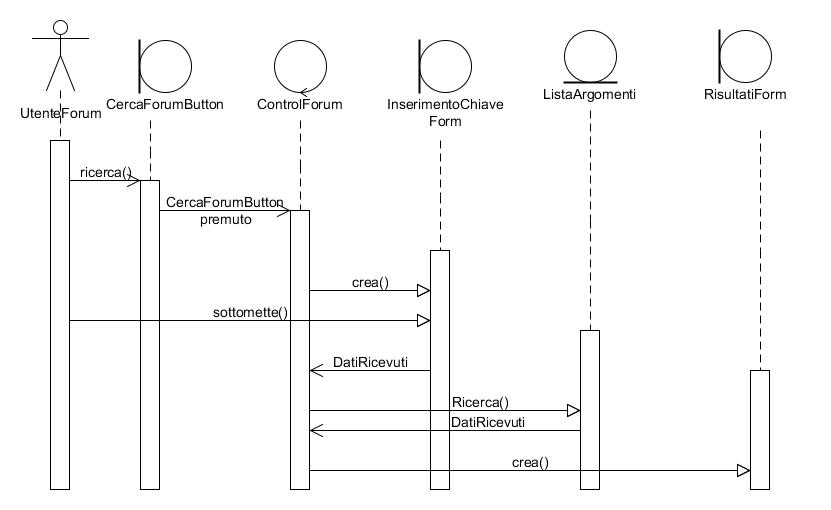 UtenteForum
CercaForumButton
ControlForum
InserimentoChiave
Form
ListaArgomenti
RisultatiForm
ricerca()
CercaForumButton
premuto
crea()
sottomette()
DatiRicevuti
Ricerca()
DatiRicevuti
crea()